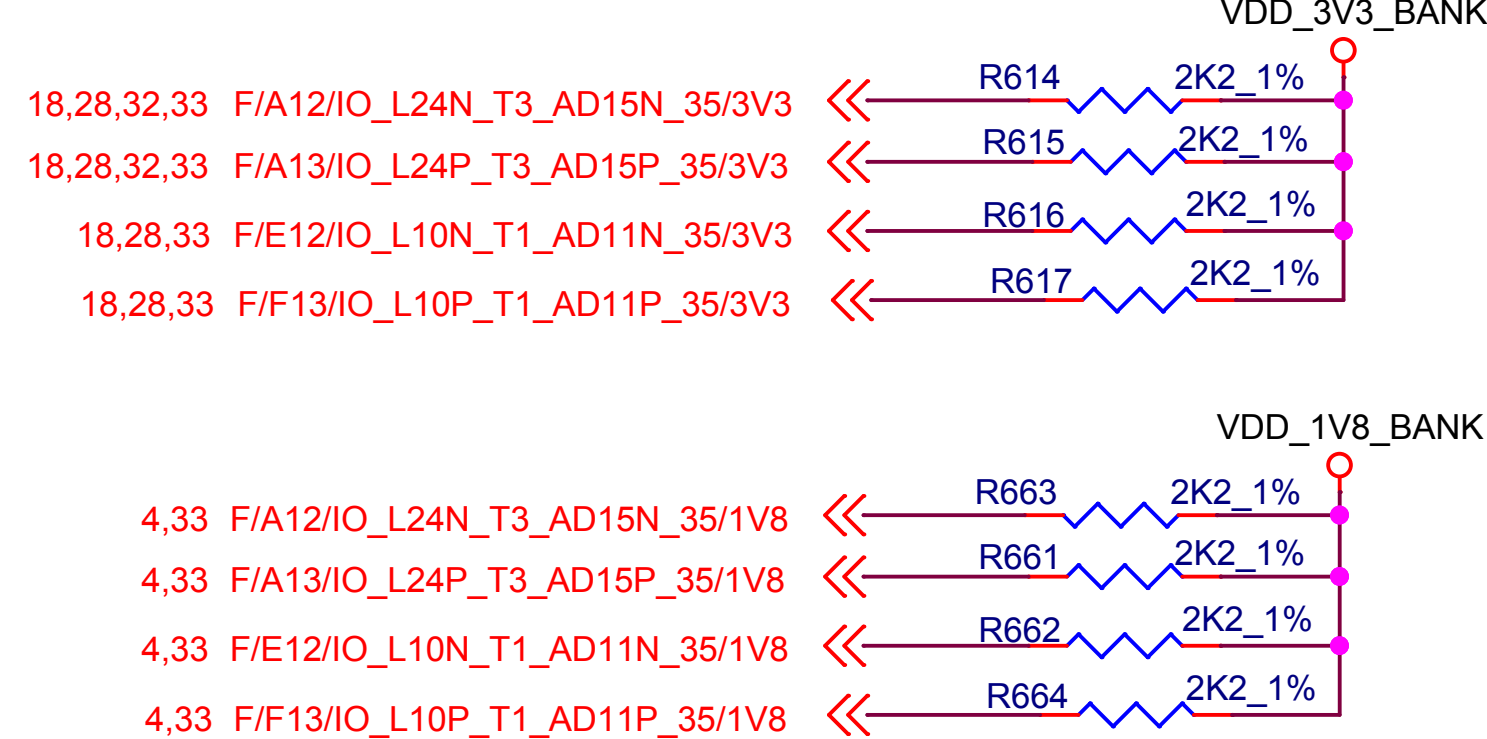 VDD_3V3_BANK
R614 2K2_1%
18,28,32,33 F/A12/IO_L24N_T3_AD15N_35/3V3
R615 2K2_1%
18,28,32,33 F/A13/IO_L24P_T3_AD15P_35/3V3
R616 2K2_1%
18,28,33 F/E12/IO_L10N_T1_AD11N_35/3V3
R617 2K2_1%
18,28,33 F/F13/IO_L10P_T1_AD11P_35/3V3
VDD_1V8_BANK
R663 2K2_1%
4,33 F/A12/IO_L24N_T3_AD15N_35/1V8
R661 2K2_1%
4,33 F/A13/IO_L24P_T3_AD15P_35/1V8
R662 2K2_1%
4,33 F/E12/IO_L10N_T1_AD11N_35/1V8
R664 2K2_1%
4,33 F/F13/IO_L10P_T1_AD11P_35/1V8